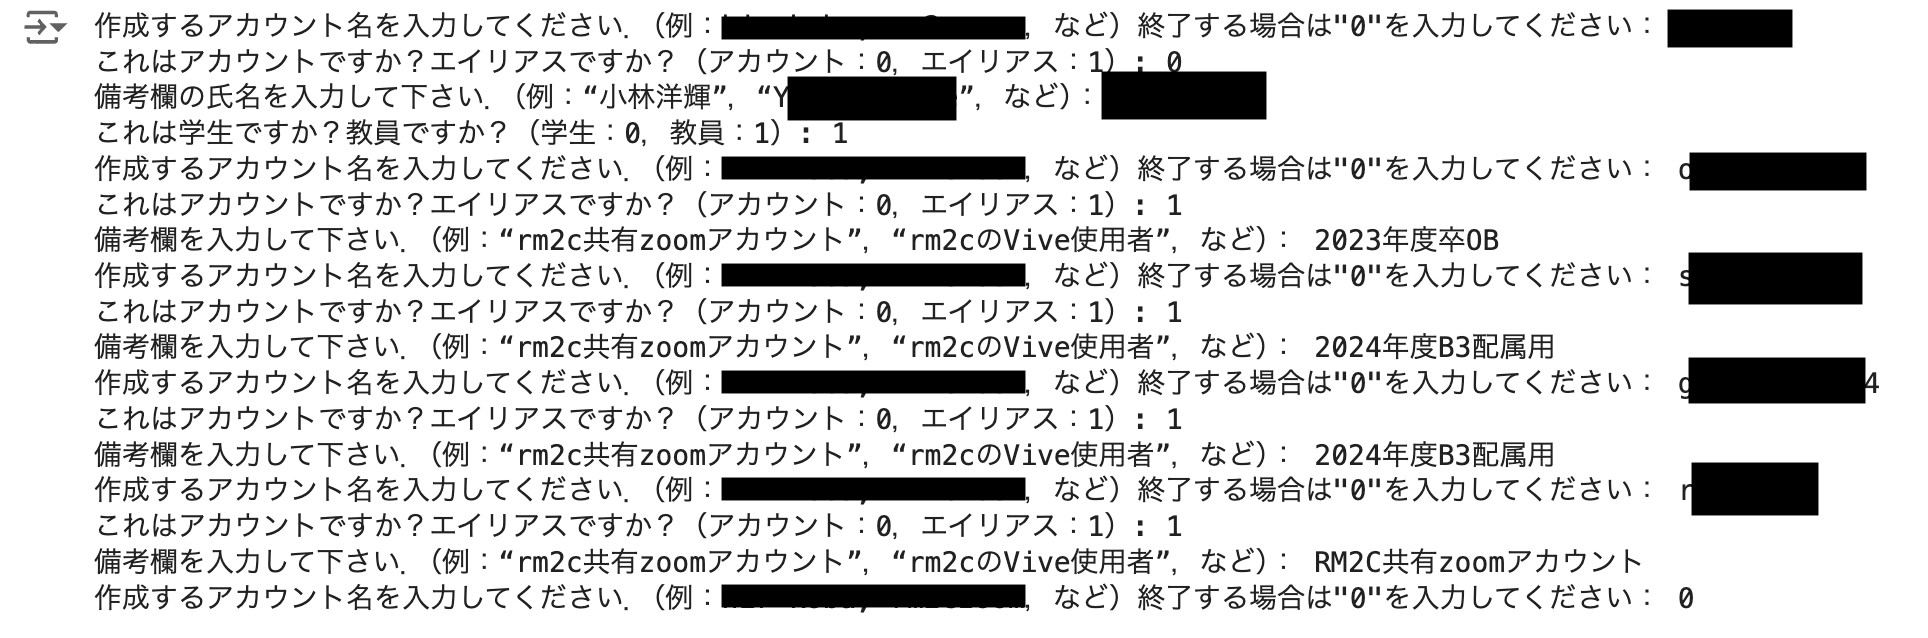 作成するアカウント名を入力してください．（例：, など）終了する場合は"0"を入力してください：
これはアカウントですか？エイリアスですか？（アカウント：0, エイリアス：1）: 0
備考欄の氏名を入力して下さい．（例：“小林洋輝”, “Y”, など）：
これは学生ですか？教員ですか？（学生：0, 教員：1）: 1
作成するアカウント名を入力してください．（例：, など）終了する場合は"0"を入力してください：
これはアカウントですか？エイリアスですか？（アカウント：0, エイリアス：1）: 1
備考欄を入力して下さい．（例：“rm2c共有zoomアカウント”, “rm2cのVive使用者”, など）： 2023年度卒OB
作成するアカウント名を入力してください．（例：, など）終了する場合は"0"を入力してください： s
これはアカウントですか？エイリアスですか？（アカウント：0, エイリアス：1）: 1
備考欄を入力して下さい．（例：“rm2c共有zoomアカウント”, “rm2cのVive使用者”, など）： 2024年度B3配属用
作成するアカウント名を入力してください．（例：, など）終了する場合は"0"を入力してください： g 4
これはアカウントですか？エイリアスですか？（アカウント：0, エイリアス：1）: 1
備考欄を入力して下さい．（例：“rm2c共有zoomアカウント”, “rm2cのVive使用者”, など）： 2024年度B3配属用
作成するアカウント名を入力してください．（例：, など）終了する場合は"0"を入力してください： r
これはアカウントですか？エイリアスですか？（アカウント：0, エイリアス：1）: 1
備考欄を入力して下さい．（例：“rm2c共有zoomアカウント”, “rm2cのVive使用者”, など）： RM2C共有zoomアカウント
作成するアカウント名を入力してください．（例：, など）終了する場合は"0"を入力してください： 0